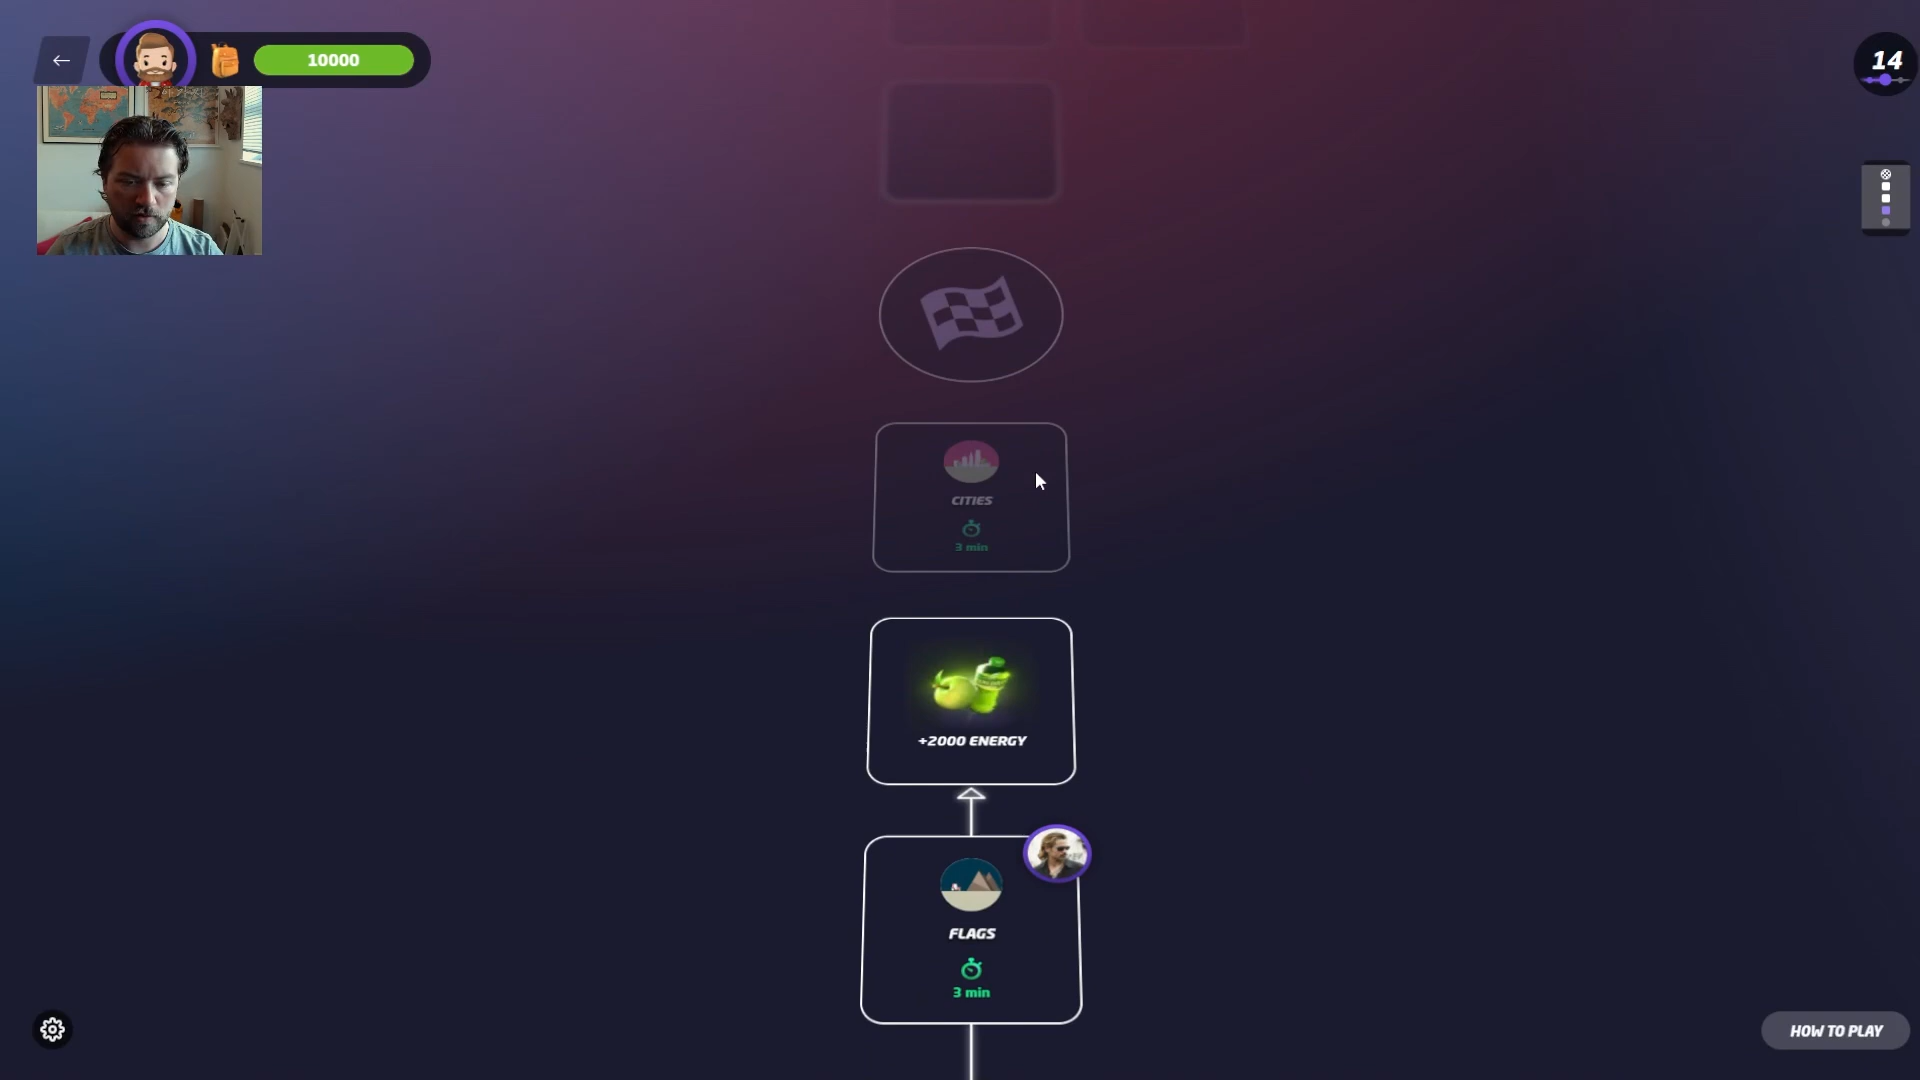 10000
14
CITIES
3 min
+2000 ENERGY
FLAGS
3 min
HOW TO PLAY